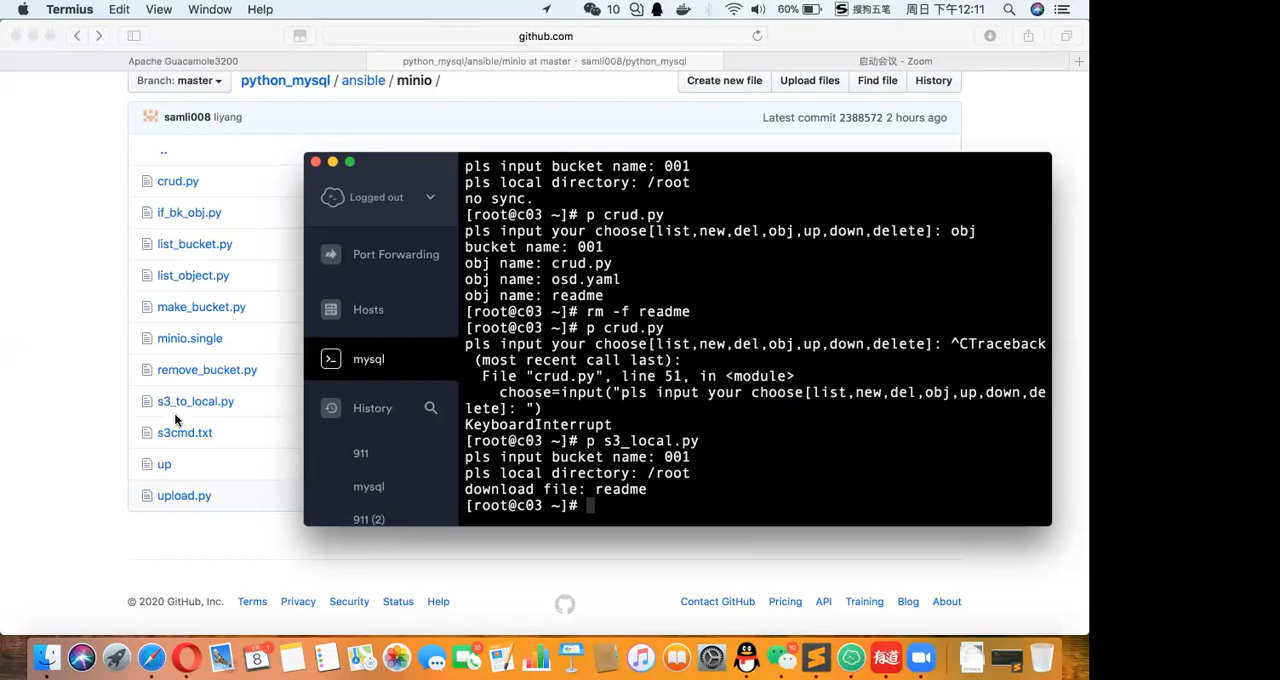 Termius Edit View Window Help 10 60% 搜狗五笔 周日 下午12:11
github.com
Apache Guacamole3200 python_mysql/ansible/minio at master · samli008/python_mysql 启动会议 - Zoom
Branch: master python_mysql / ansible / minio / Create new file Upload files Find file History
samli008 liyang Latest commit 2388572 2 hours ago
..
crud.py
if_bk_obj.py
list_bucket.py
list_object.py
make_bucket.py
minio.single
remove_bucket.py
s3_to_local.py
s3cmd.txt
up
upload.py
Logged out
Port Forwarding
Hosts
mysql
History
911
mysql
911 (2)
pls input bucket name: 001
pls local directory: /root
no sync.
[root@c03 ~]# p crud.py
pls input your choose[list,new,del,obj,up,down,delete]: obj
bucket name: 001
obj name: crud.py
obj name: osd.yaml
obj name: readme
[root@c03 ~]# rm -f readme
[root@c03 ~]# p crud.py
pls input your choose[list,new,del,obj,up,down,delete]: ^CTraceback
(most recent call last):
File "crud.py", line 51, in <module>
choose=input("pls input your choose[list,new,del,obj,up,down,de
lete]: ")
KeyboardInterrupt
[root@c03 ~]# p s3_local.py
pls input bucket name: 001
pls local directory: /root
download file: readme
[root@c03 ~]#
© 2020 GitHub, Inc. Terms Privacy Security Status Help Contact GitHub Pricing API Training Blog About
8
有道